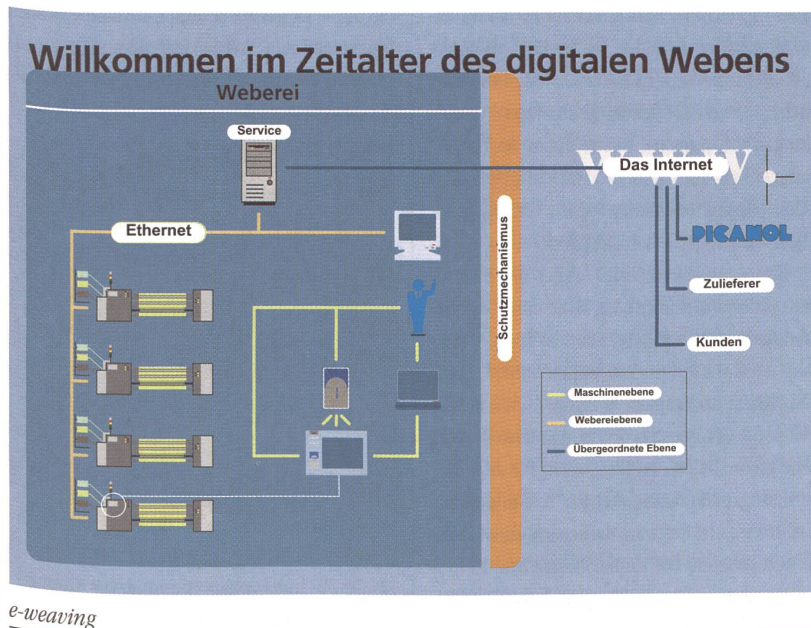 Willkommen im Zeitalter des digitalen Webens
Weberei
Service
Das Internet
WWW
Ethernet
Schutzmechanismus
PICANOL
Zulieferer
Kunden
Maschinenebene
Webereiebene
Übergeordnete Ebene
e-weaving